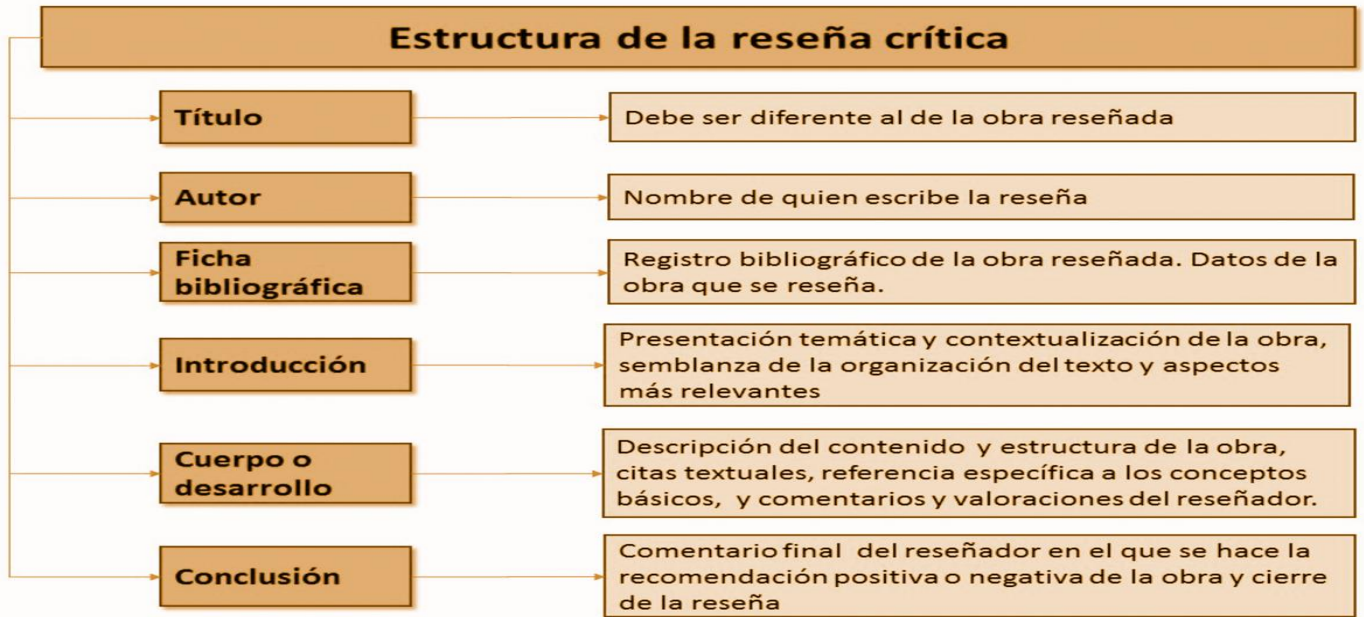 Estructura de la reseña crítica
Título
Debe ser diferente al de la obra reseñada
Autor
Nombre de quien escribe la reseña
Ficha
bibliográfica
Registro bibliográfico de la obra reseñada. Datos de la
obra que se reseña.
Introducción
Presentación temática y contextualización de la obra,
semblanza de la organización del texto y aspectos
más relevantes
Cuerpo o
desarrollo
Descripción del contenido y estructura de la obra,
citas textuales, referencia específica a los conceptos
básicos, y comentarios y valoraciones del reseñador.
Conclusión
Comentario final del reseñador en el que se hace la
recomendación positiva o negativa de la obra y cierre
de la reseña